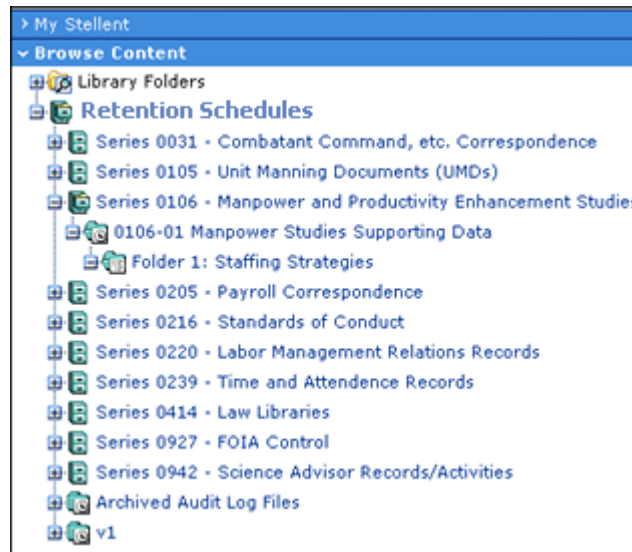 My Stellent
Browse Content
Library Folders
Retention Schedules
Series 0031 - Combatant Command, etc. Correspondence
Series 0105 - Unit Manning Documents (UMDs)
Series 0106 - Manpower and Productivity Enhancement Studies
0106-01 Manpower Studies Supporting Data
Folder 1: Staffing Strategies
Series 0205 - Payroll Correspondence
Series 0216 - Standards of Conduct
Series 0220 - Labor Management Relations Records
Series 0239 - Time and Attendence Records
Series 0414 - Law Libraries
Series 0927 - FOIA Control
Series 0942 - Science Advisor Records/Activities
Archived Audit Log Files
v1